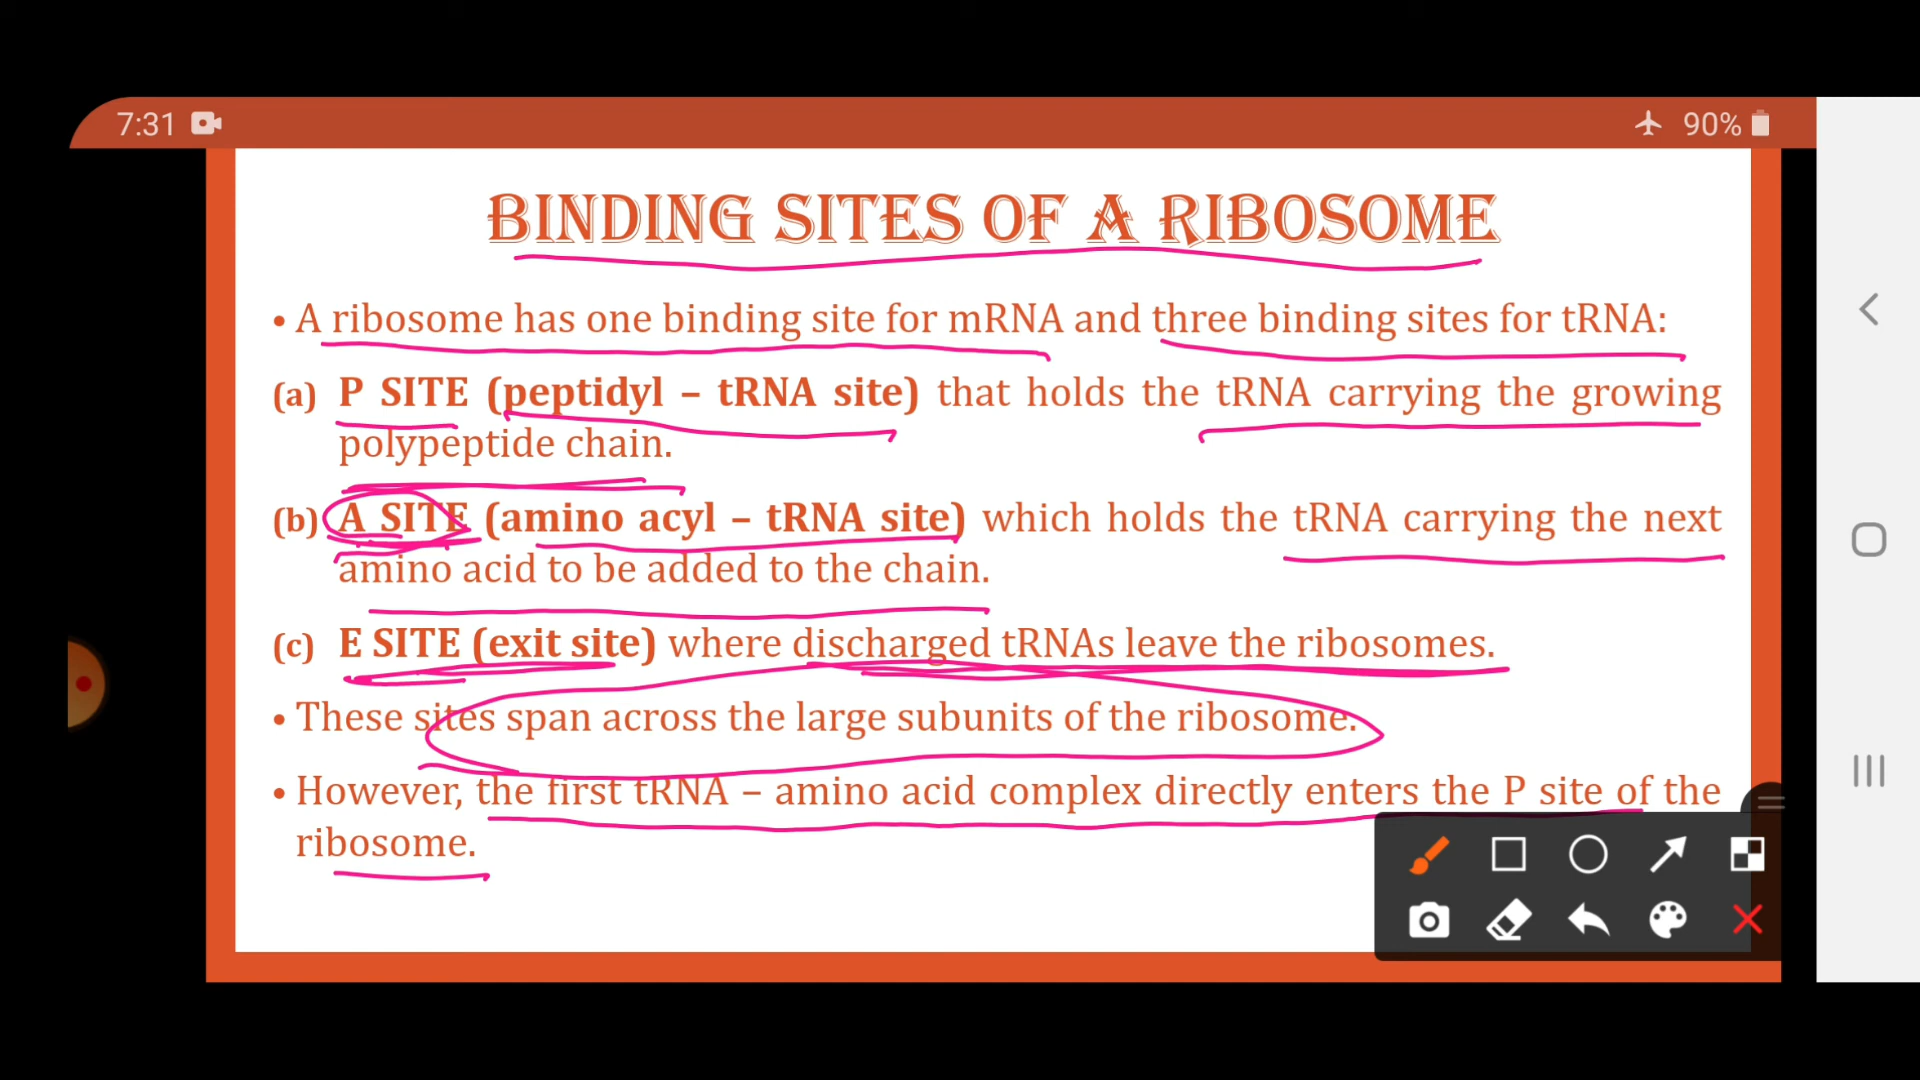 7:31
90%
BINDING SITES OF A RIBOSOME
• A ribosome has one binding site for mRNA and three binding sites for tRNA:
(a) P SITE (peptidyl – tRNA site) that holds the tRNA carrying the growing
polypeptide chain.
(b) A SITE (amino acyl – tRNA site) which holds the tRNA carrying the next
amino acid to be added to the chain.
(c) E SITE (exit site) where discharged tRNAs leave the ribosomes.
• These sites span across the large subunits of the ribosome.
• However, the first tRNA – amino acid complex directly enters the P site of the
ribosome.